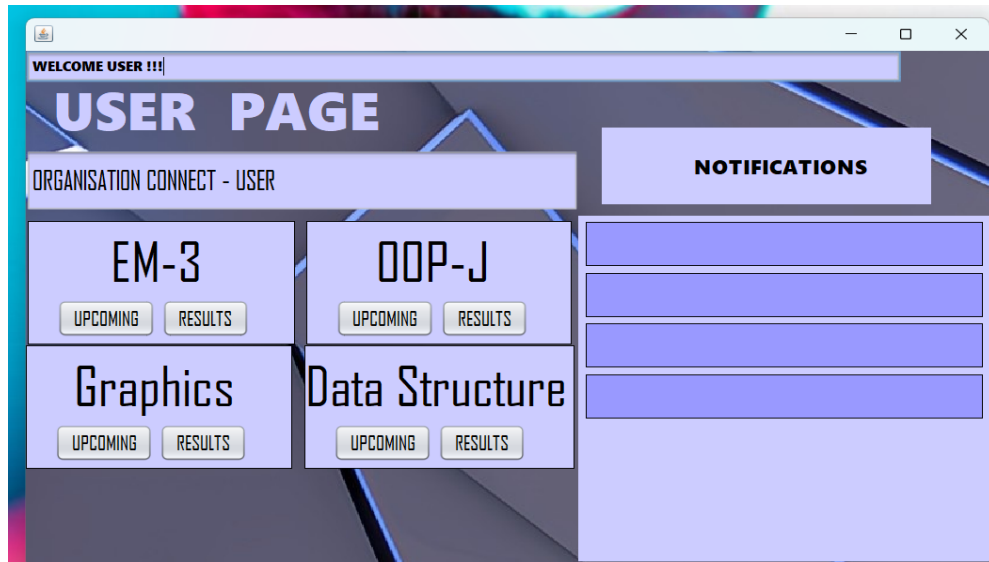 WELCOME USER !!!
USER PAGE
NOTIFICATIONS
ORGANISATION CONNECT - USER
EM-3
UPCOMING RESULTS
OOP-J
UPCOMING RESULTS
Graphics
UPCOMING RESULTS
Data Structure
UPCOMING RESULTS